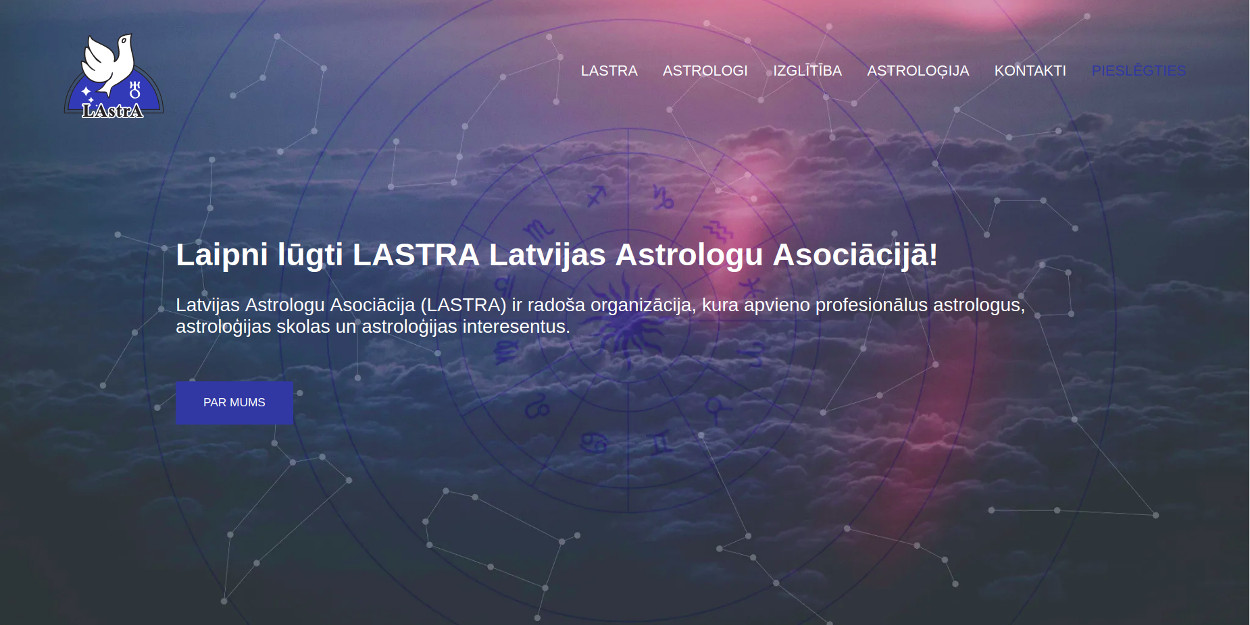 LAstrA
LASTRA
ASTROLOGI
IZGLĪTĪBA
ASTROLOĢIJA
KONTAKTI
PIESLĒGTIES
Laipni lūgti LASTRA Latvijas Astrologu Asociācijā!
Latvijas Astrologu Asociācija (LASTRA) ir radoša organizācija, kura apvieno profesionālus astrologus,
astroloģijas skolas un astroloģijas interesentus.
PAR MUMS